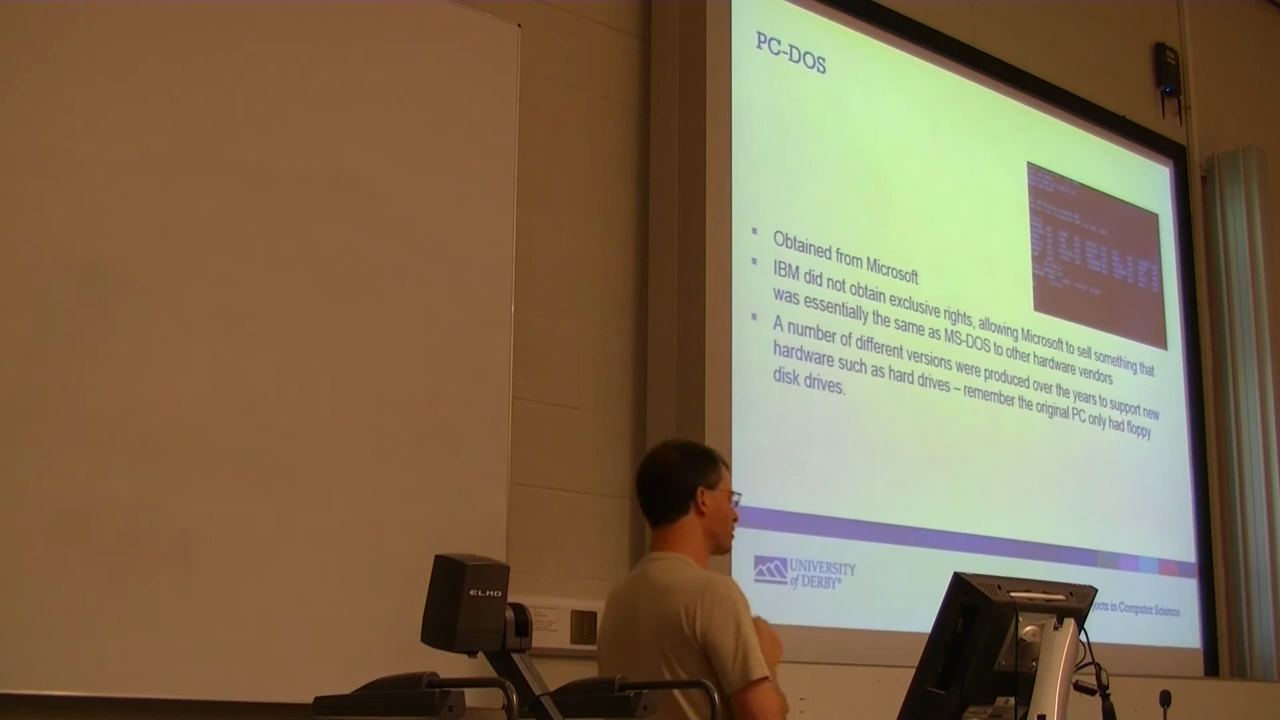 PC-DOS
Obtained from Microsoft
IBM did not obtain exclusive rights, allowing Microsoft to sell something that
was essentially the same as MS-DOS to other hardware vendors
A number of different versions were produced over the years to support new
hardware such as hard drives – remember the original PC only had floppy
disk drives.
UNIVERSITY
of DERBY
in Computer Science
ELMO